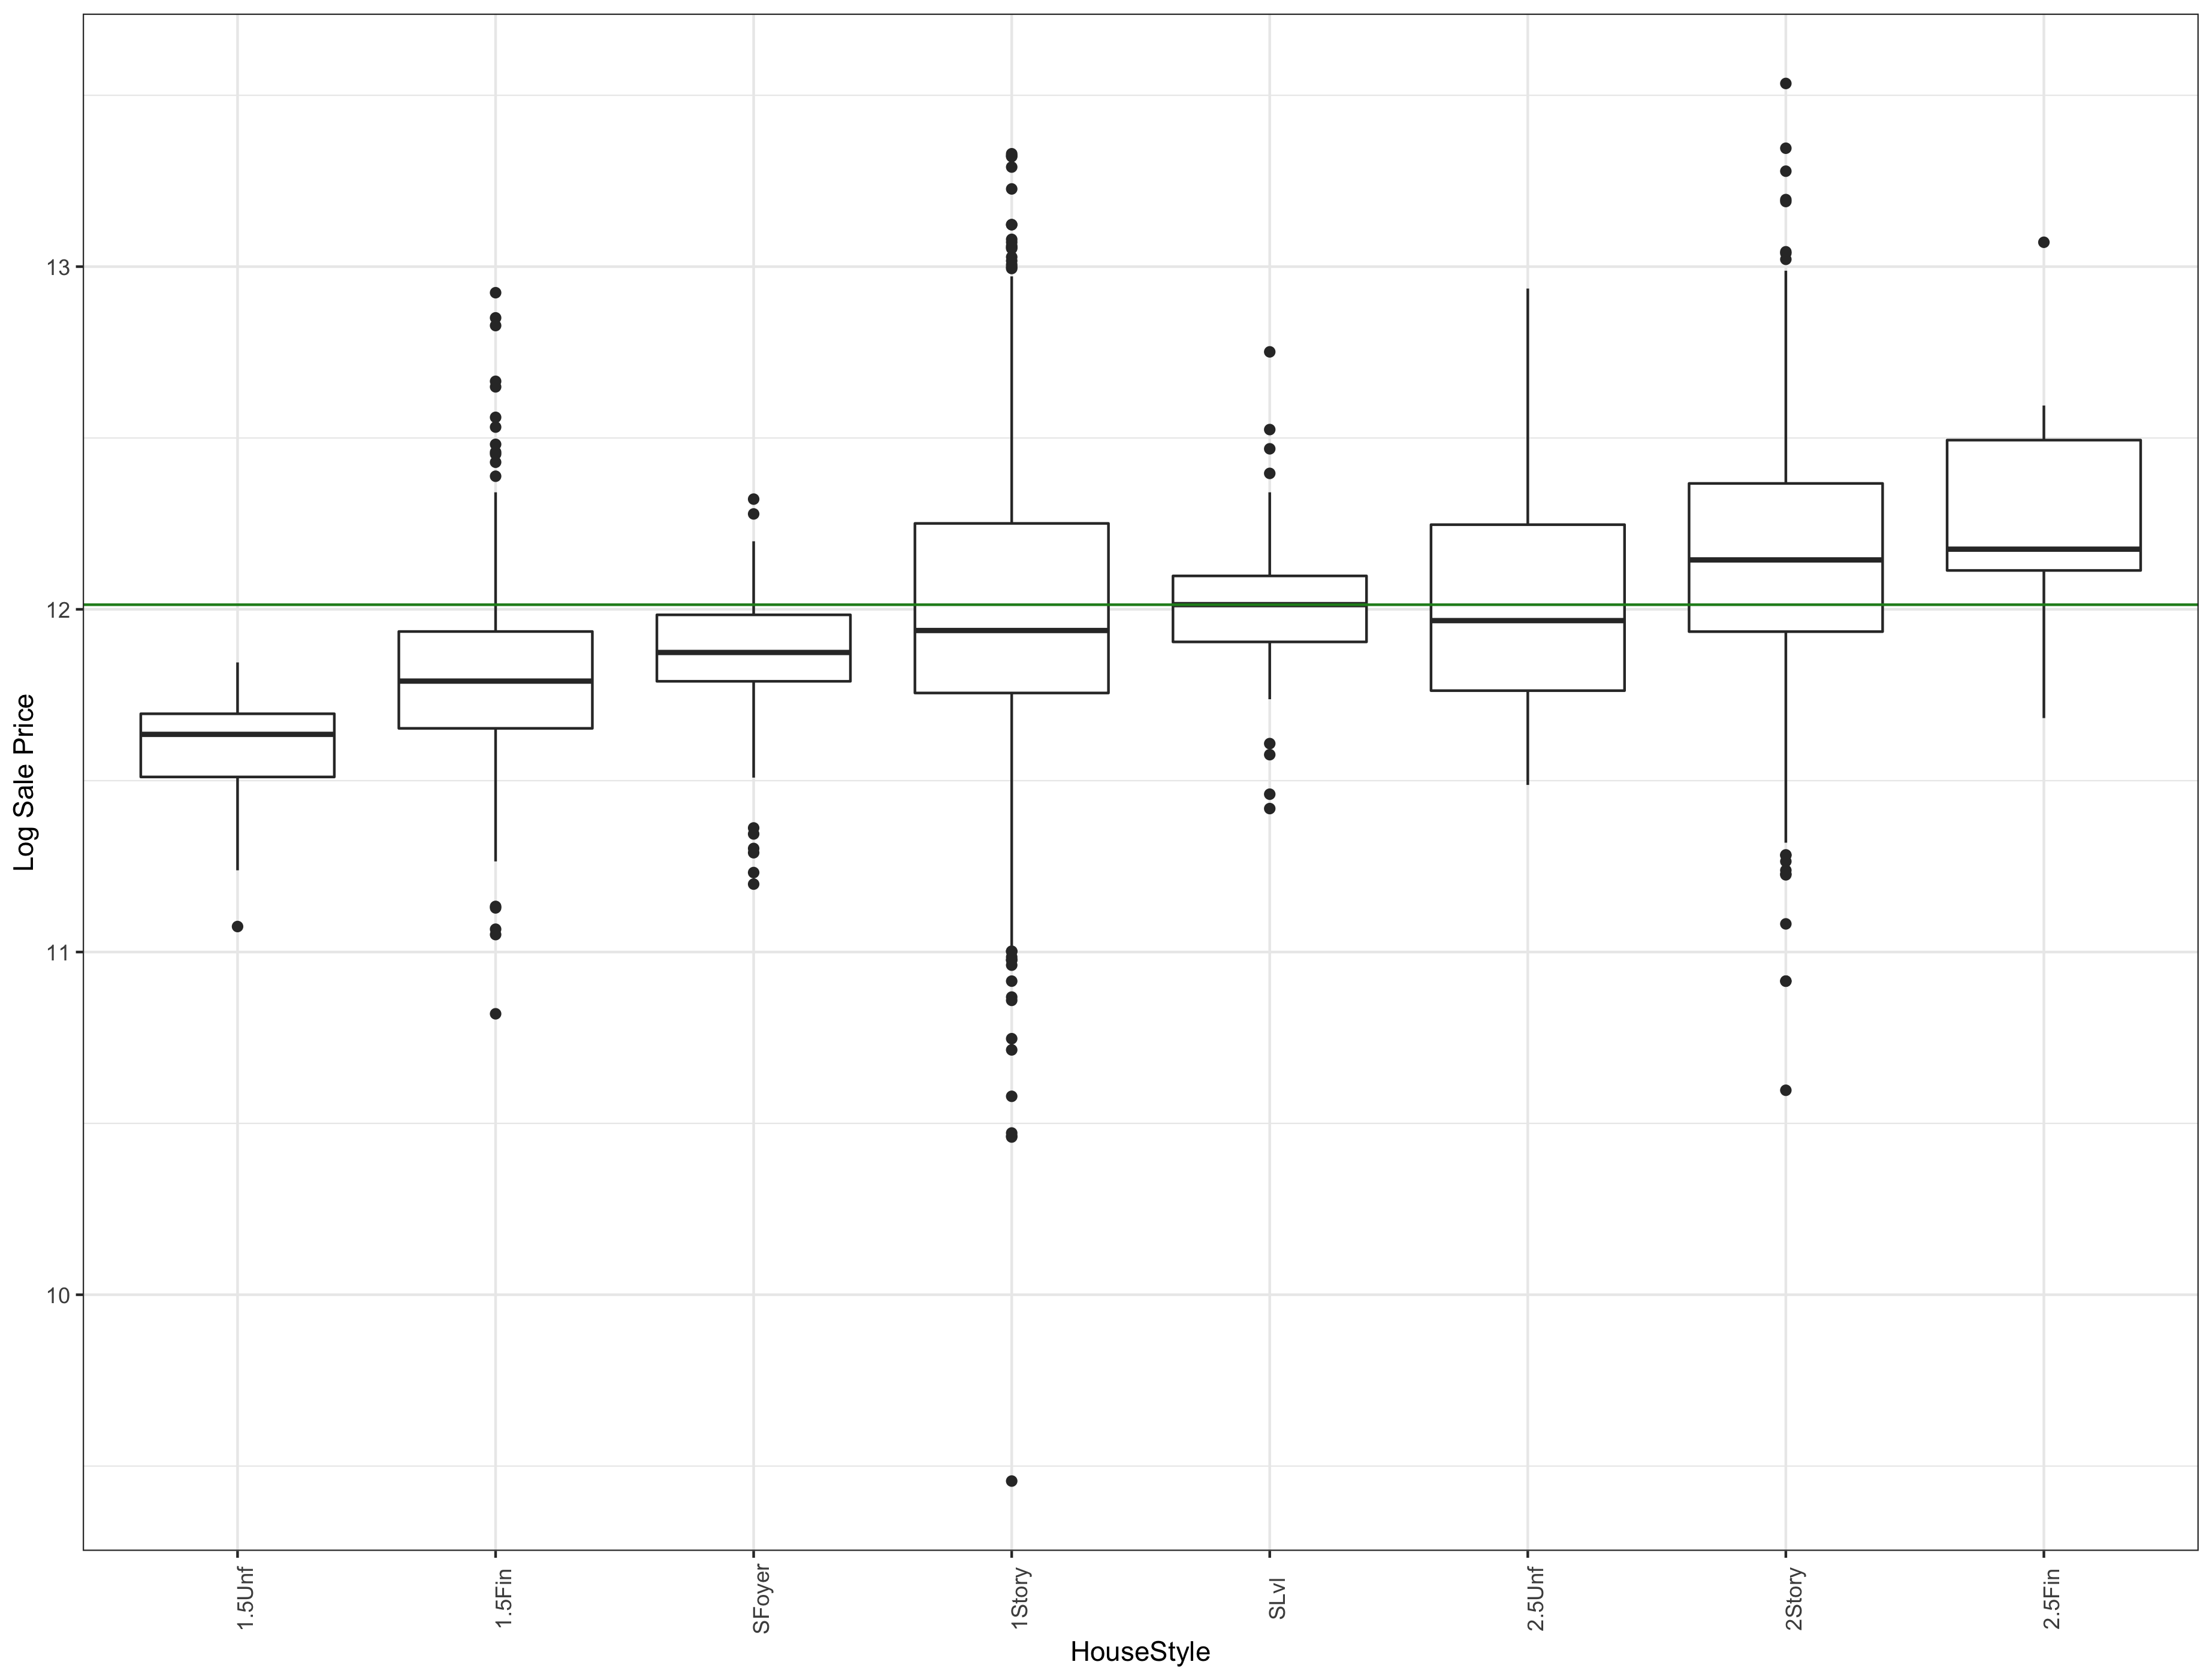 Log Sale Price
13
12
11
10
1.5Unf
1.5Fin
SFoyer
1Story
SLvl
2.5Unf
2Story
2.5Fin
HouseStyle